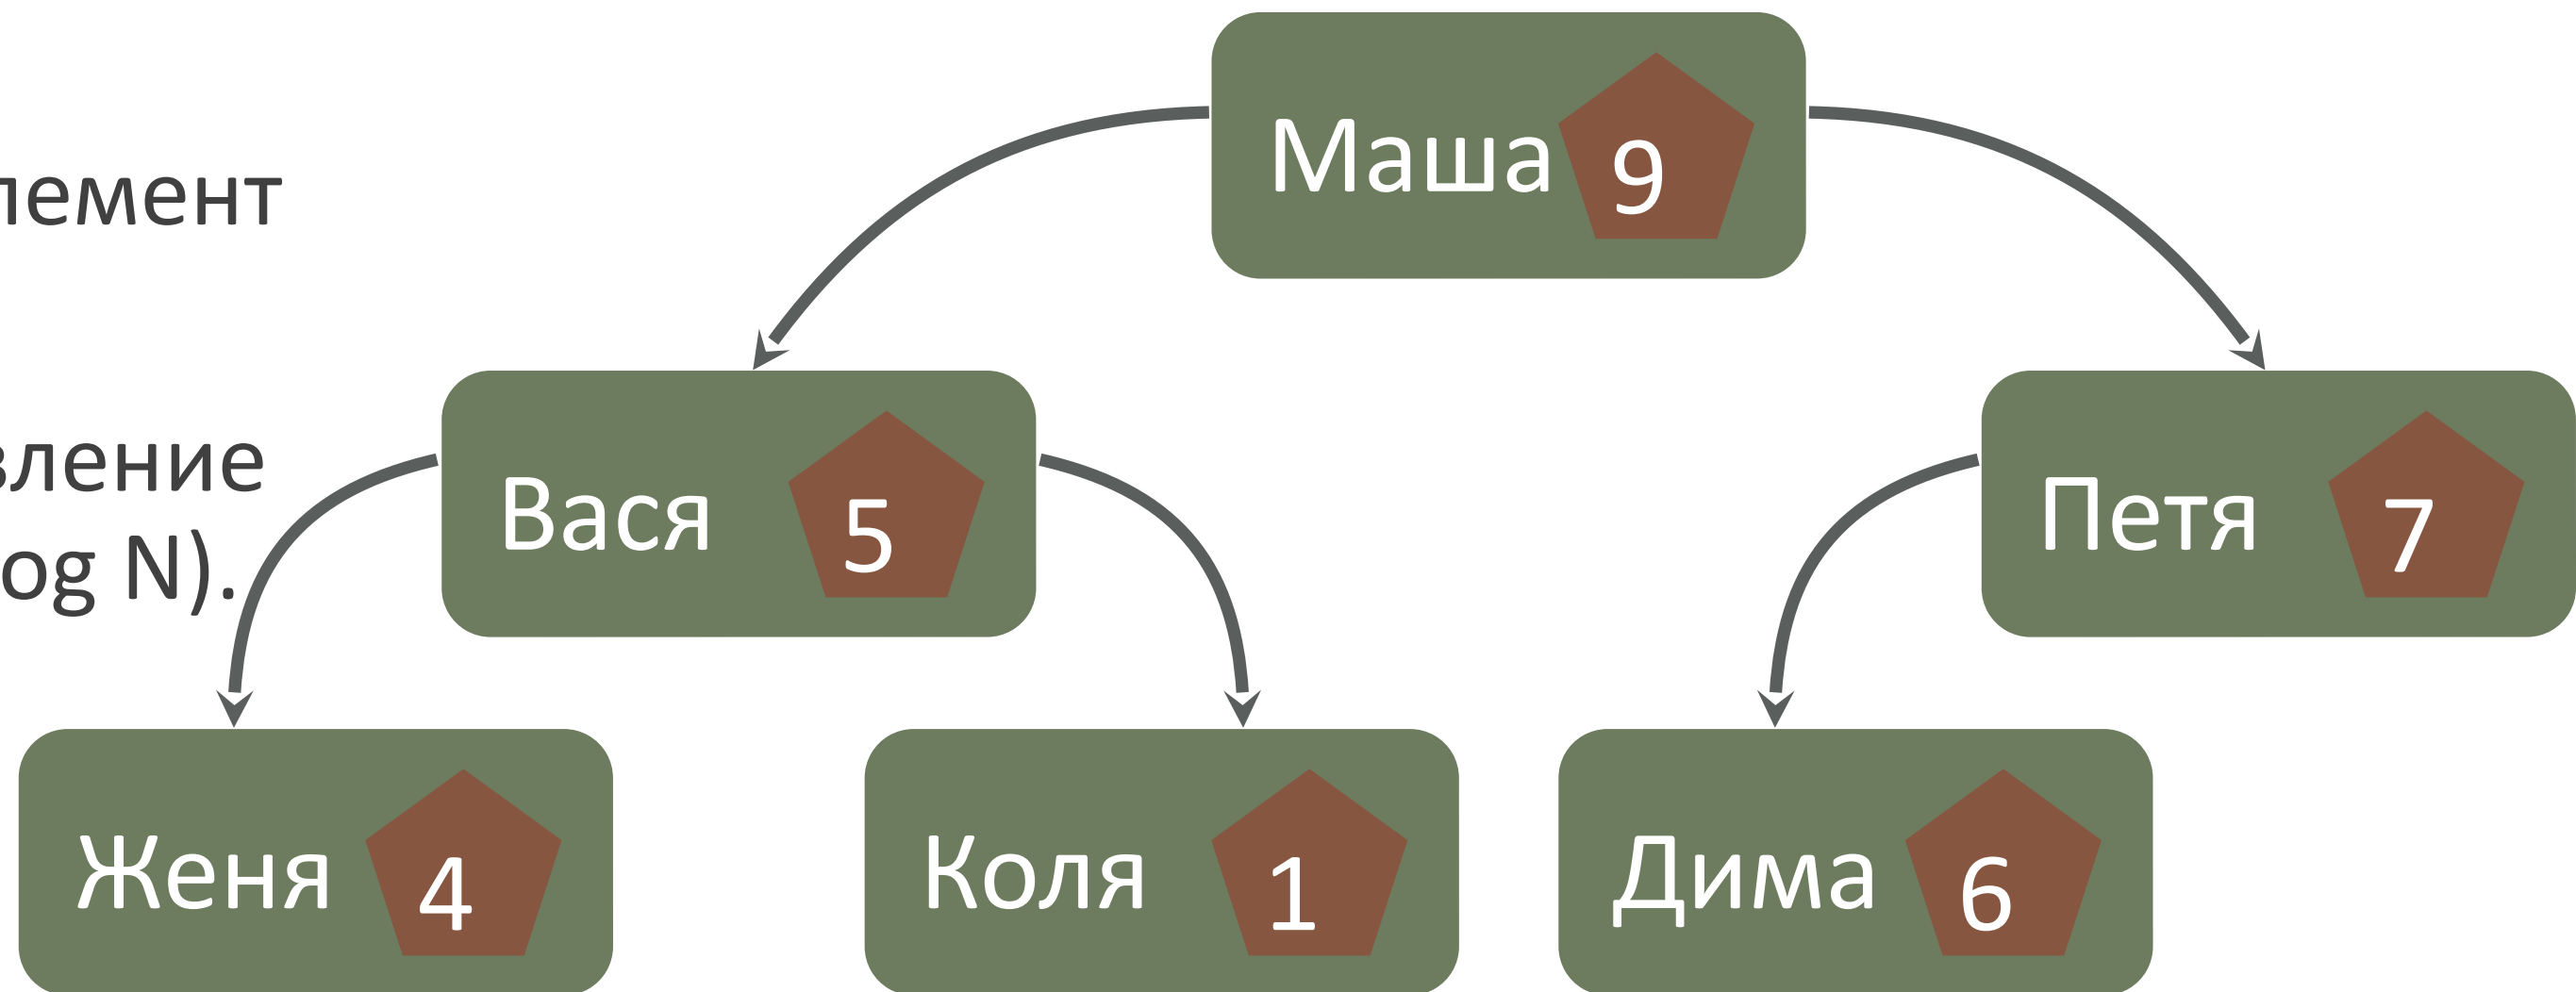 Маша 9
лемент
вление
Вася 5
Петя 7
og N).
Женя 4
Коля 1
Дима 6